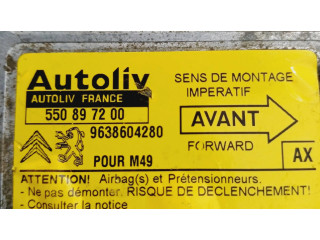 Autoliv
AUTOLIV FRANCE
550 89 72 00
9638604280
POUR M49
SENS DE MONTAGE
IMPERATIF
AVANT
FORWARD
AX
ATTENTION! Airbag(s) et Prétensionneurs.
- Ne pas démonter. RISQUE DE DECLENCHEMENT!
- Consulter la notice